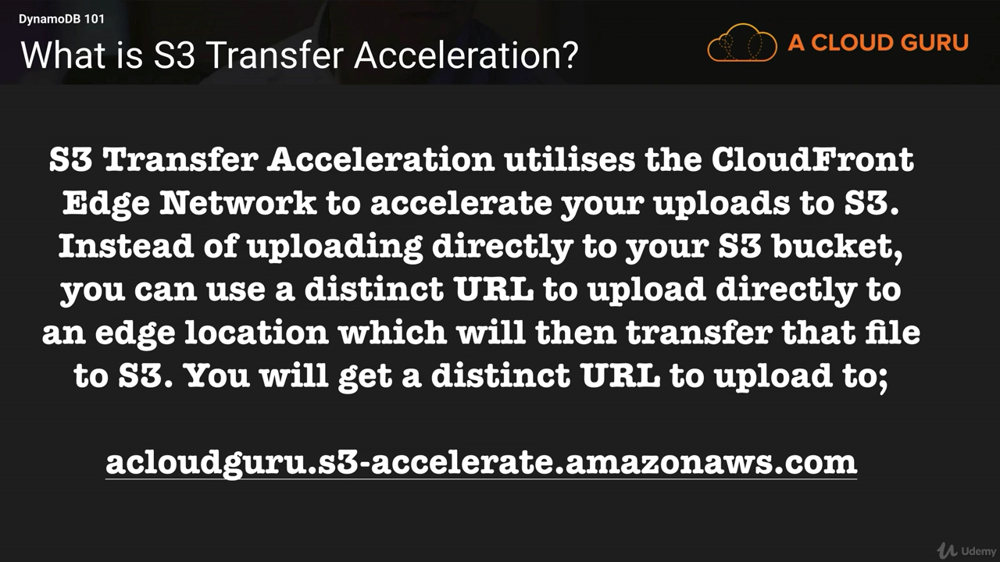 DynamoDB 101
What is S3 Transfer Acceleration?
A CLOUD GURU
S3 Transfer Acceleration utilises the CloudFront
Edge Network to accelerate your uploads to S3.
Instead of uploading directly to your S3 bucket,
you can use a distinct URL to upload directly to
an edge location which will then transfer that file
to S3. You will get a distinct URL to upload to;
acloudguru.s3-accelerate.amazonaws.com
Udemy